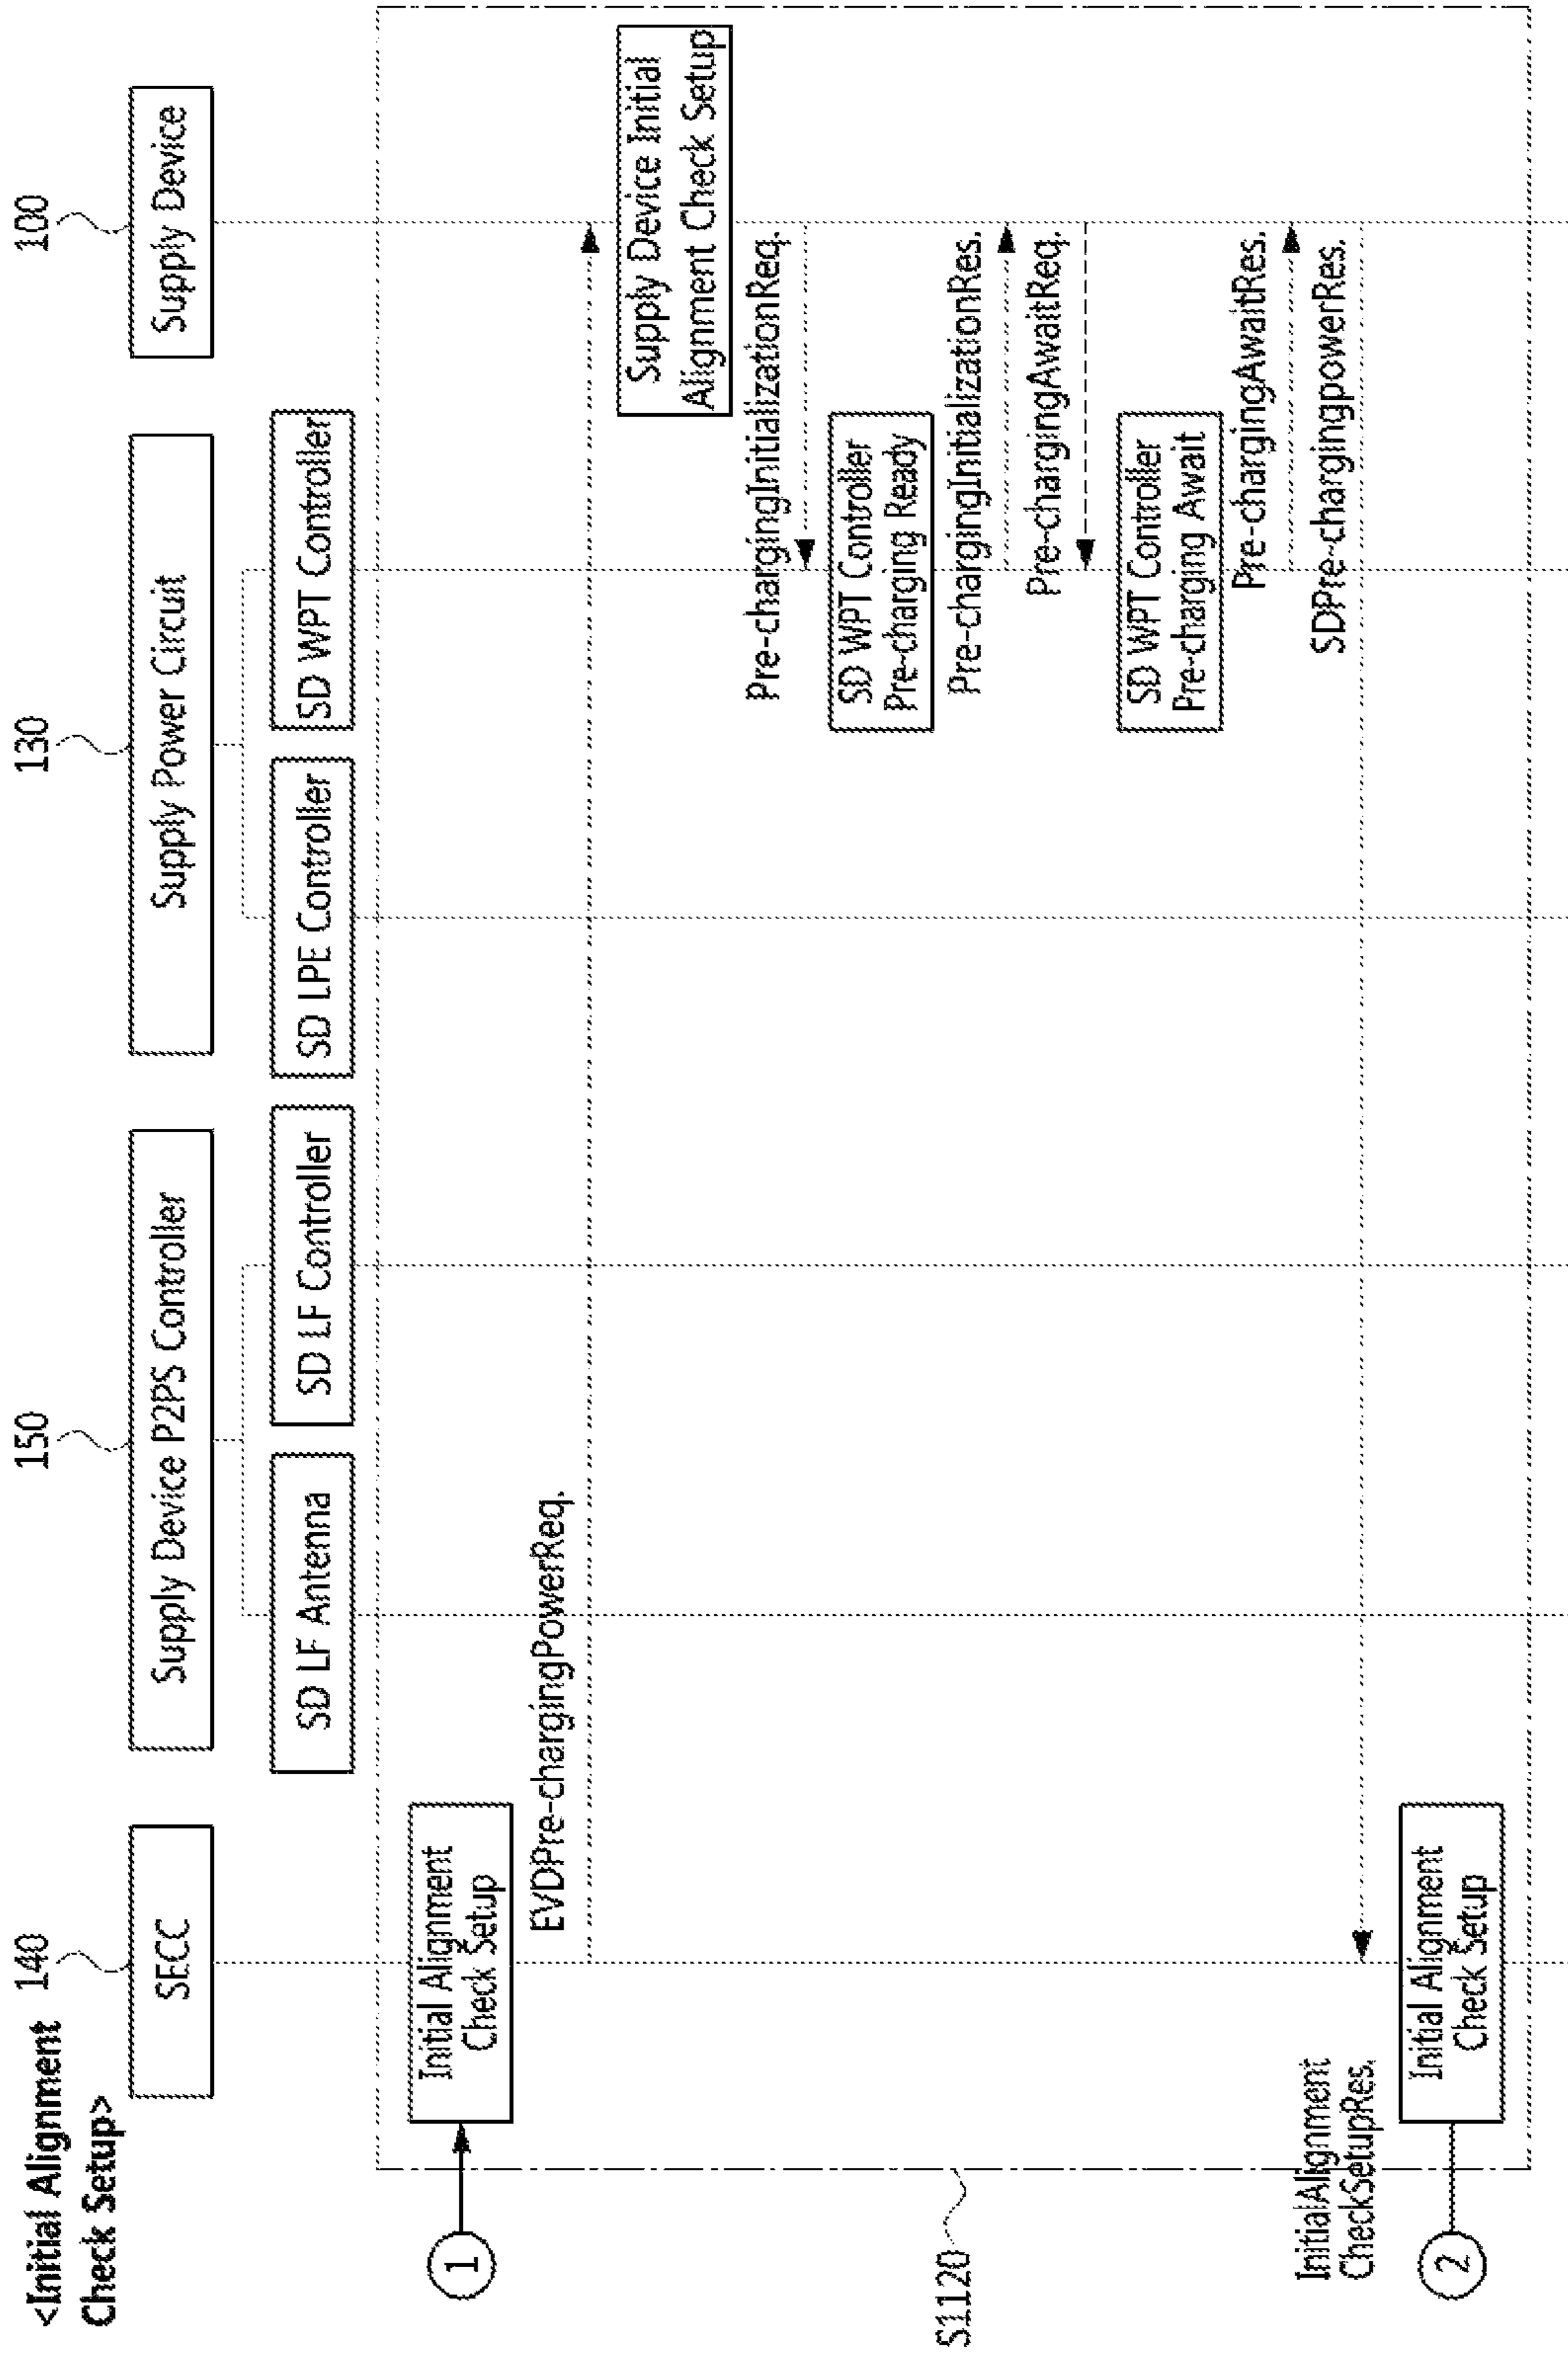 <Initial Alignment
Check Setup>
140
150
130
100
SECC
Supply Device P2PS Controller
Supply Power Circuit
Supply Device
SD LF Antenna
SD LF Controller
SD LPE Controller
SD WPT Controller
1
Initial Alignment
Check Setup
EVDPre-chargingPowerReq.
Supply Device Initial
Alignment Check Setup
Pre-chargingInitializationReq.
SD WPT Controller
Pre-charging Ready
Pre-chargingInitializationRes.
S1120
Pre-chargingAwaitReq.
SD WPT Controller
Pre-charging Await
Pre-chargingAwaitRes.
SDPre-chargingpowerRes.
InitialAlignment
CheckSetupRes.
2
Initial Alignment
Check Setup